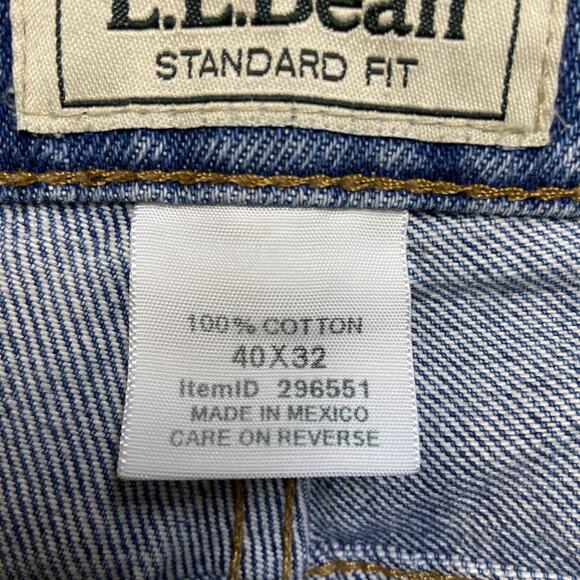 L.L.Bean
STANDARD FIT
100% COTTON
40X32
ItemID 296551
MADE IN MEXICO
CARE ON REVERSE